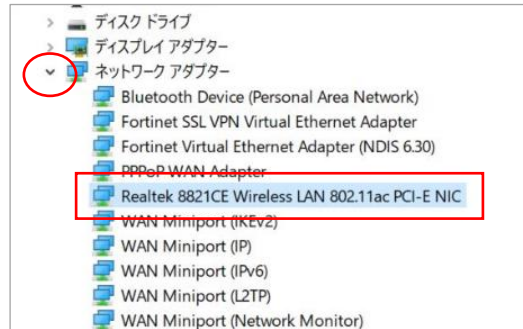 ディスク ドライブ
ディスプレイ アダプター
ネットワーク アダプター
Bluetooth Device (Personal Area Network)
Fortinet SSL VPN Virtual Ethernet Adapter
Fortinet Virtual Ethernet Adapter (NDIS 6.30)
PPPoP WAN Adapter
Realtek 8821CE Wireless LAN 802.11ac PCI-E NIC
WAN Miniport (IKEv2)
WAN Miniport (IP)
WAN Miniport (IPv6)
WAN Miniport (L2TP)
WAN Miniport (Network Monitor)